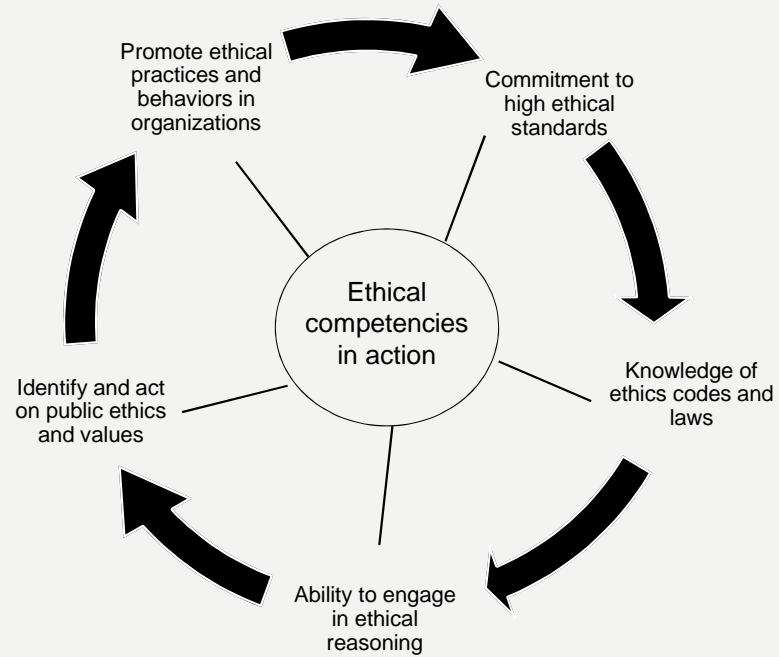 Promote ethical
practices and
behaviors in
organizations
Commitment to
high ethical
standards
Ethical
competencies
in action
Knowledge of
ethics codes and
laws
Identify and act
on public ethics
and values
Ability to engage
in ethical
reasoning